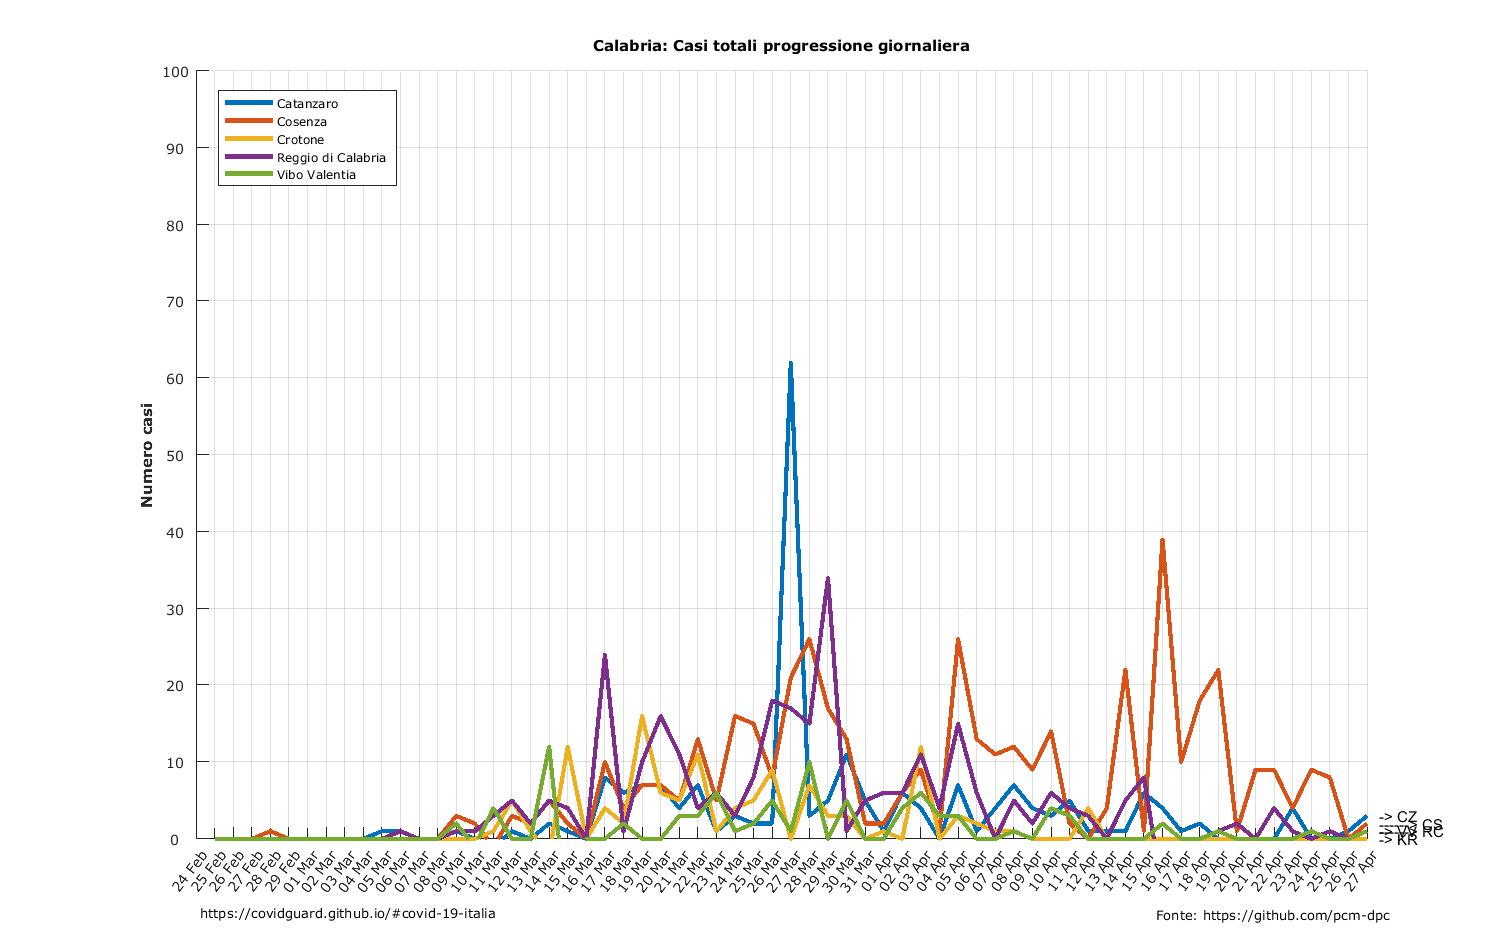 Calabria: Casi totali progressione giornaliera
100
90
80
70
60
50
40
30
20
10
0
Numero casi
Catanzaro
Cosenza
Crotone
Reggio di Calabria
Vibo Valentia
24 Feb
25 Feb
26 Feb
27 Feb
28 Feb
29 Feb
01 Mar
02 Mar
03 Mar
04 Mar
05 Mar
06 Mar
07 Mar
08 Mar
09 Mar
10 Mar
11 Mar
12 Mar
13 Mar
14 Mar
15 Mar
16 Mar
17 Mar
18 Mar
19 Mar
20 Mar
21 Mar
22 Mar
23 Mar
24 Mar
25 Mar
26 Mar
27 Mar
28 Mar
29 Mar
30 Mar
31 Mar
01 Apr
02 Apr
03 Apr
04 Apr
05 Apr
06 Apr
07 Apr
08 Apr
09 Apr
10 Apr
11 Apr
12 Apr
13 Apr
14 Apr
15 Apr
16 Apr
17 Apr
18 Apr
19 Apr
20 Apr
21 Apr
22 Apr
23 Apr
24 Apr
25 Apr
26 Apr
27 Apr
-> CZ
CS
RC
-> KR
https://covidguard.github.io/#covid-19-italia
Fonte: https://github.com/pcm-dpc